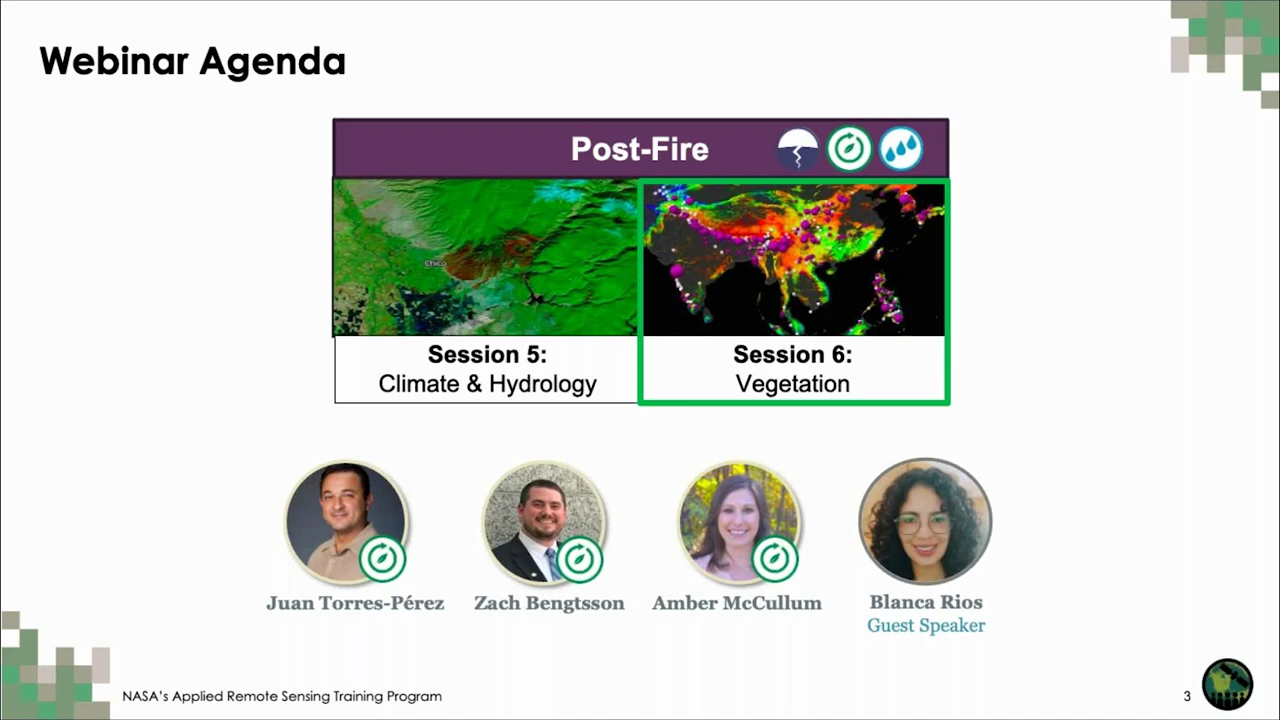 Webinar Agenda
Post-Fire
Chico
Session 5:
Climate & Hydrology
Session 6:
Vegetation
Juan Torres-Pérez
Zach Bengtsson
Amber McCullum
Blanca Rios
Guest Speaker
NASA's Applied Remote Sensing Training Program
3